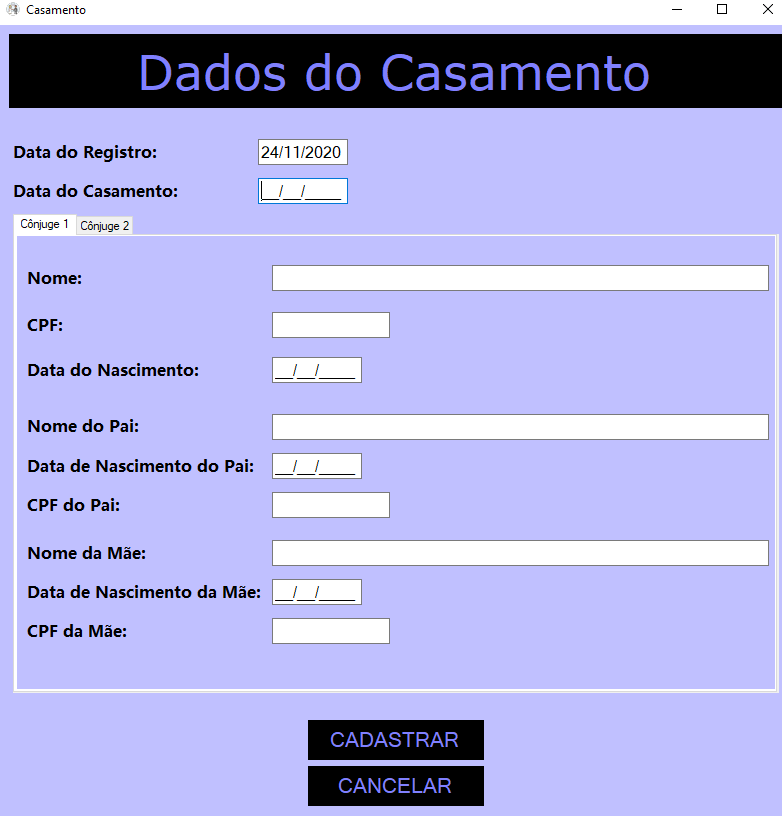 Casamento
Dados do Casamento
Data do Registro: 24/11/2020
Data do Casamento: __/__/____
Cônjuge 1 Cônjuge 2
Nome:
CPF:
Data do Nascimento: __/__/____
Nome do Pai:
Data de Nascimento do Pai: __/__/____
CPF do Pai:
Nome da Mãe:
Data de Nascimento da Mãe: __/__/____
CPF da Mãe:
CADASTRAR
CANCELAR